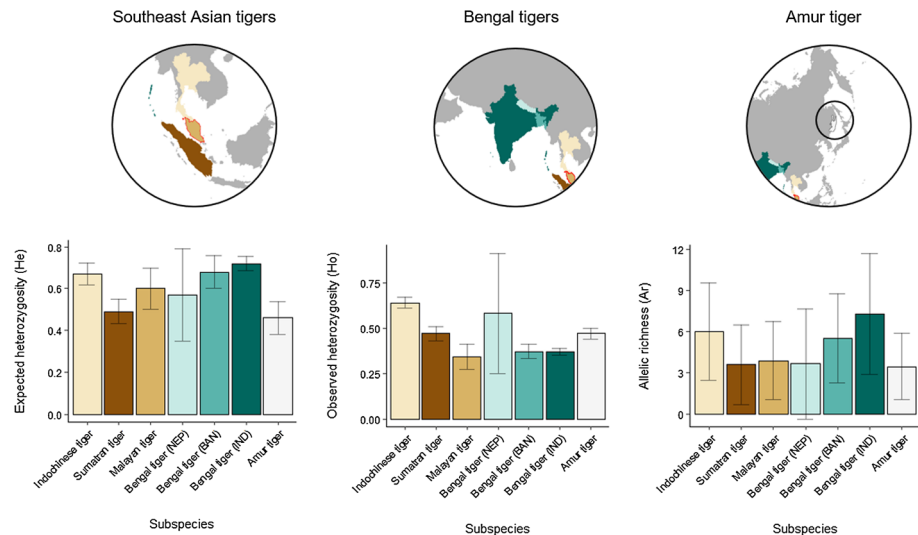 Southeast Asian tigers
Bengal tigers
Amur tiger
Expected heterozygosity (He)
0.8
0.6
0.4
0.2
0.0
Indochinese tiger
Sumatran tiger
Malayan tiger
Bengal tiger (NEP)
Bengal tiger (BAN)
Bengal tiger (IND)
Amur tiger
Subspecies
Observed heterozygosity (Ho)
0.75
0.50
0.25
0.00
Indochinese tiger
Sumatran tiger
Malayan tiger
Bengal tiger (NEP)
Bengal tiger (BAN)
Bengal tiger (IND)
Amur tiger
Subspecies
Allelic richness (Ar)
12
9
6
3
0
Indochinese tiger
Sumatran tiger
Malayan tiger
Bengal tiger (NEP)
Bengal tiger (BAN)
Bengal tiger (IND)
Amur tiger
Subspecies